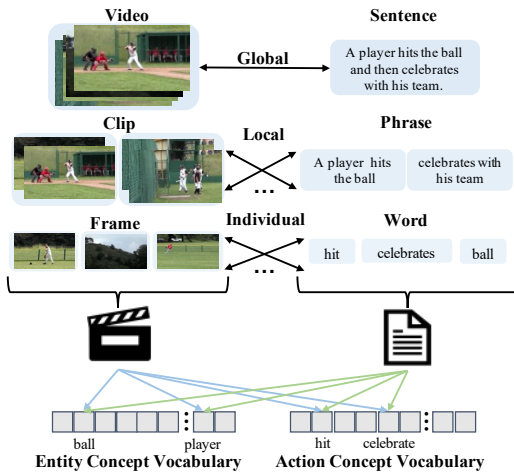 Video
Sentence
Global
A player hits the ball
and then celebrates
with his team.
Clip
Local
Phrase
...
A player hits
the ball
celebrates with
his team
Frame
Individual
Word
...
hit
celebrates
ball
ball
player
hit
celebrate
Entity Concept Vocabulary
Action Concept Vocabulary